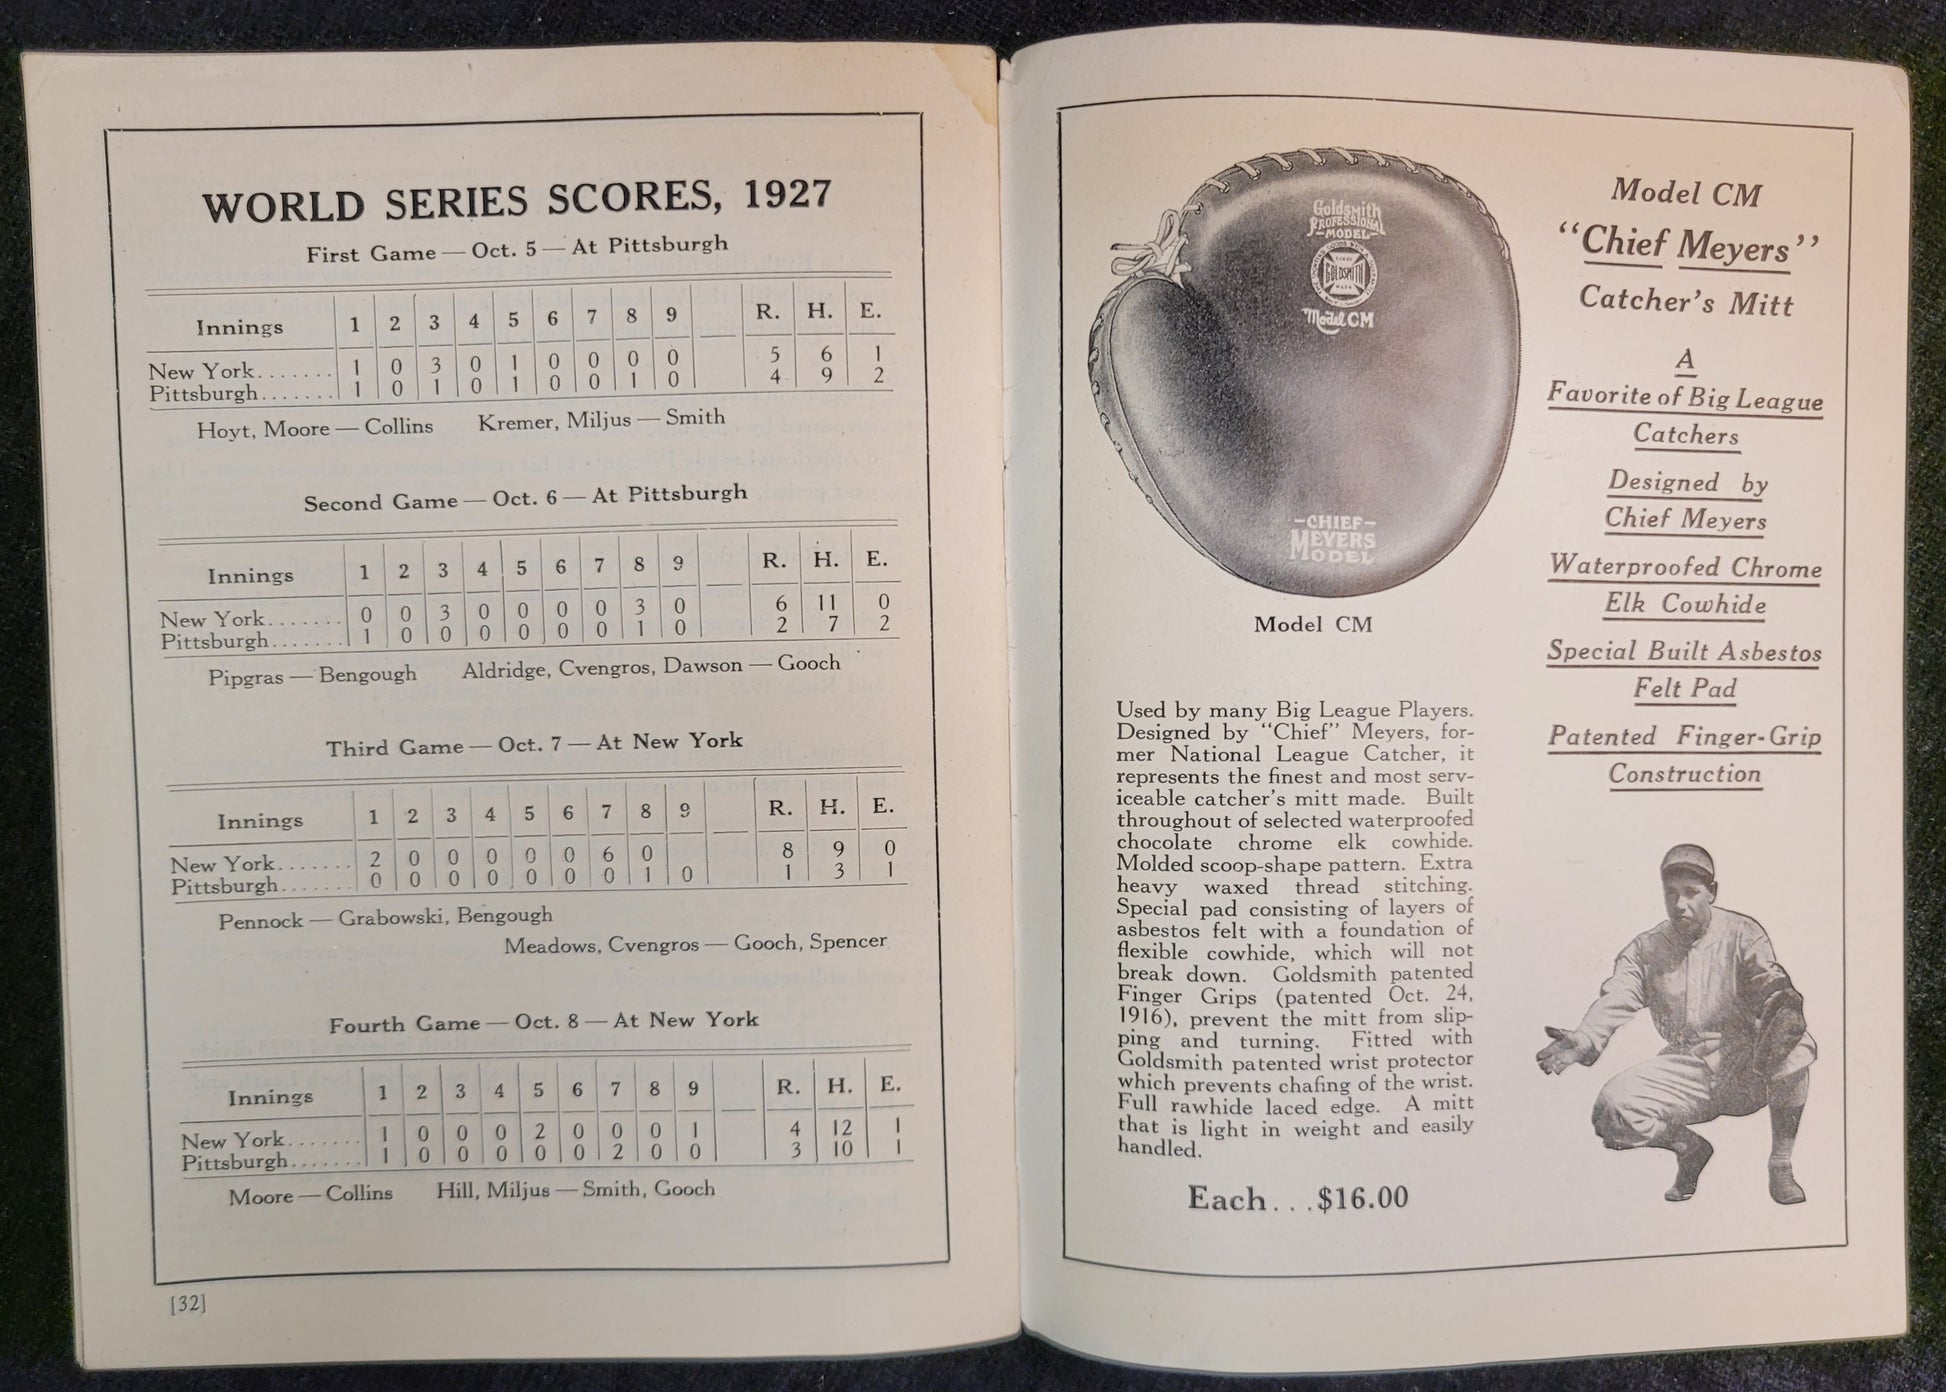 WORLD SERIES SCORES, 1927
First Game — Oct. 5 — At Pittsburgh
Innings 1 2 3 4 5 6 7 8 9 R. H. E.
New York....... 1 0 3 0 1 0 0 0 0 5 6 1
Pittsburgh....... 1 0 1 0 1 0 0 1 0 4 9 2
Hoyt, Moore — Collins Kremer, Miljus — Smith
Second Game — Oct. 6 — At Pittsburgh
Innings 1 2 3 4 5 6 7 8 9 R. H. E.
New York....... 0 0 3 0 0 0 0 3 0 6 11 0
Pittsburgh....... 1 0 0 0 0 0 0 1 0 2 7 2
Pipgras — Bengough Aldridge, Cvengros, Dawson — Gooch
Third Game — Oct. 7 — At New York
Innings 1 2 3 4 5 6 7 8 9 R. H. E.
New York....... 2 0 0 0 0 0 6 0 8 9 0
Pittsburgh....... 0 0 0 0 0 0 0 1 0 1 3 1
Pennock — Grabowski, Bengough
Meadows, Cvengros — Gooch, Spencer
Fourth Game — Oct. 8 — At New York
Innings 1 2 3 4 5 6 7 8 9 R. H. E.
New York....... 1 0 0 0 2 0 0 0 1 4 12 1
Pittsburgh....... 1 0 0 0 0 0 2 0 0 3 10 1
Moore — Collins Hill, Miljus — Smith, Gooch
[32]
Goldsmith
PROFESSIONAL
-MODEL-
GOLDSMITH
Model CM
-CHIEF-
MEYERS
MODEL
Model CM
Used by many Big League Players.
Designed by "Chief" Meyers, for-
mer National League Catcher, it
represents the finest and most serv-
iceable catcher's mitt made. Built
throughout of selected waterproofed
chocolate chrome elk cowhide.
Molded scoop-shape pattern. Extra
heavy waxed thread stitching.
Special pad consisting of layers of
asbestos felt with a foundation of
flexible cowhide, which will not
break down. Goldsmith patented
Finger Grips (patented Oct. 24,
1916), prevent the mitt from slip-
ping and turning. Fitted with
Goldsmith patented wrist protector
which prevents chafing of the wrist.
Full rawhide laced edge. A mitt
that is light in weight and easily
handled.
Each...$16.00
Model CM
"Chief Meyers"
Catcher's Mitt
A
Favorite of Big League
Catchers
Designed by
Chief Meyers
Waterproofed Chrome
Elk Cowhide
Special Built Asbestos
Felt Pad
Patented Finger-Grip
Construction